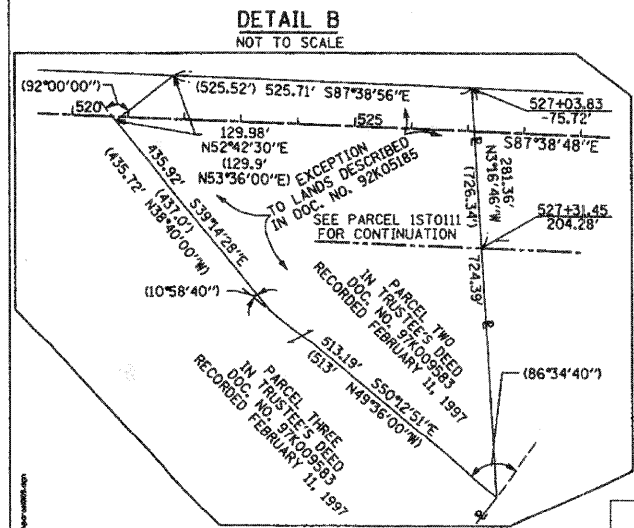 DETAIL B
NOT TO SCALE
(92°00'00")
(525.52') 525.71' S87°38'56"E
527+03.83
-75.72'
520
525
S87°38'48"E
129.98'
N52°42'30"E
(129.9'
N53°36'00"E)
EXCEPTION
TO LANDS DESCRIBED
IN DOC. NO. 92K05185
435.92' S39°14'28"E
(437.0')
(435.72' N38°40'00"W)
281.36'
N3°16'46"W
(726.34')
SEE PARCEL 1ST0111
FOR CONTINUATION
527+31.45
204.28'
724.39'
(10°58'40")
PARCEL TWO
IN TRUSTEE'S DEED
DOC. NO. 97K009583
RECORDED FEBRUARY 11, 1997
513.19' S50°12'51"E
(513' N49°36'00"W)
(86°34'40")
PARCEL THREE
IN TRUSTEE'S DEED
DOC. NO. 97K009583
RECORDED FEBRUARY 11, 1997